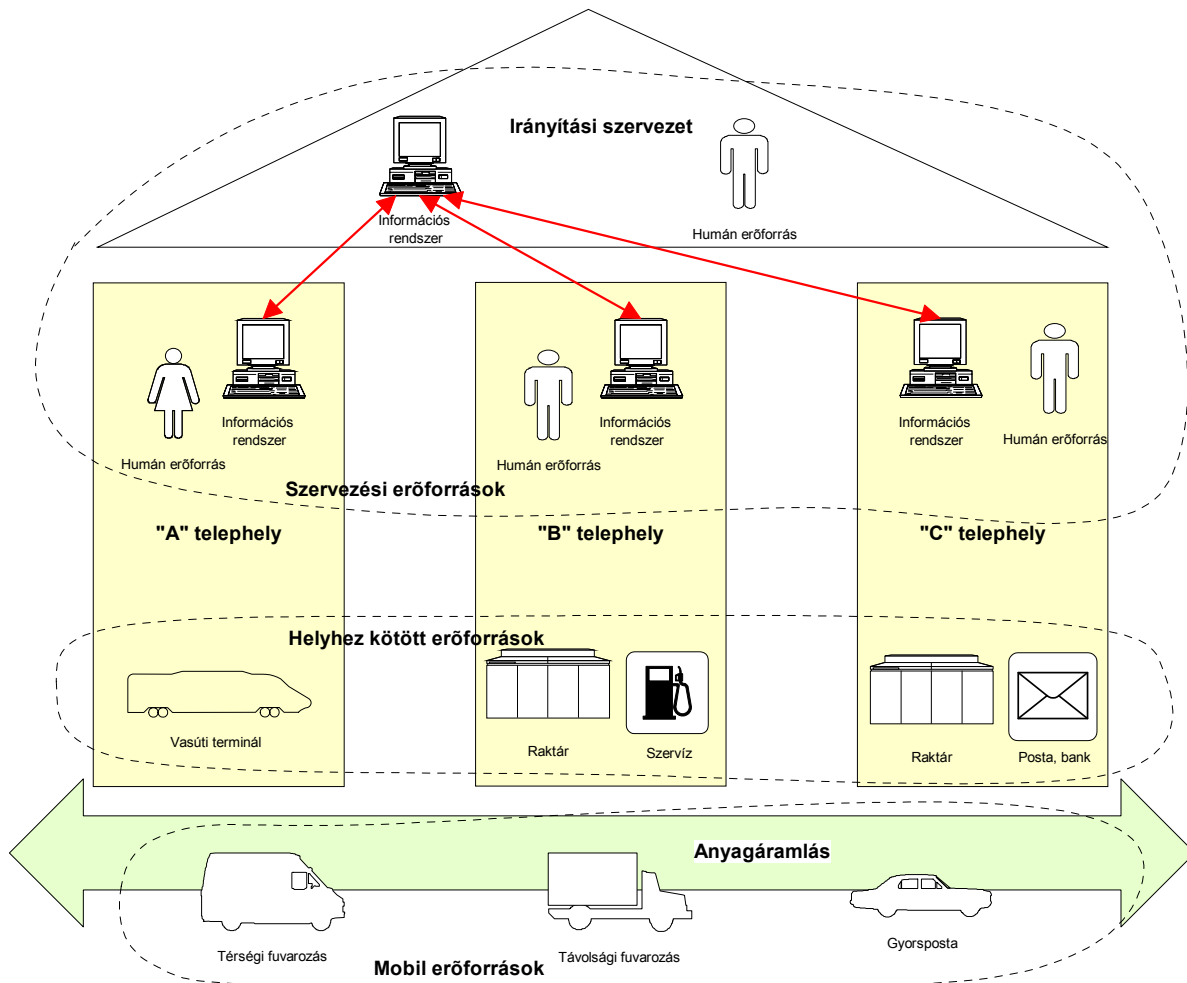 Irányítási szervezet
Információs
rendszer
Humán erõforrás
Információs
rendszer
Humán erõforrás
Információs
rendszer
Humán erõforrás
Információs
rendszer
Humán erõforrás
Szervezési erõforrások
"A" telephely
"B" telephely
"C" telephely
Helyhez kötött erõforrások
Vasúti terminál
Raktár
Szervíz
Raktár
Posta, bank
Anyagáramlás
Térségi fuvarozás
Távolsági fuvarozás
Gyorsposta
Mobil erõforrások